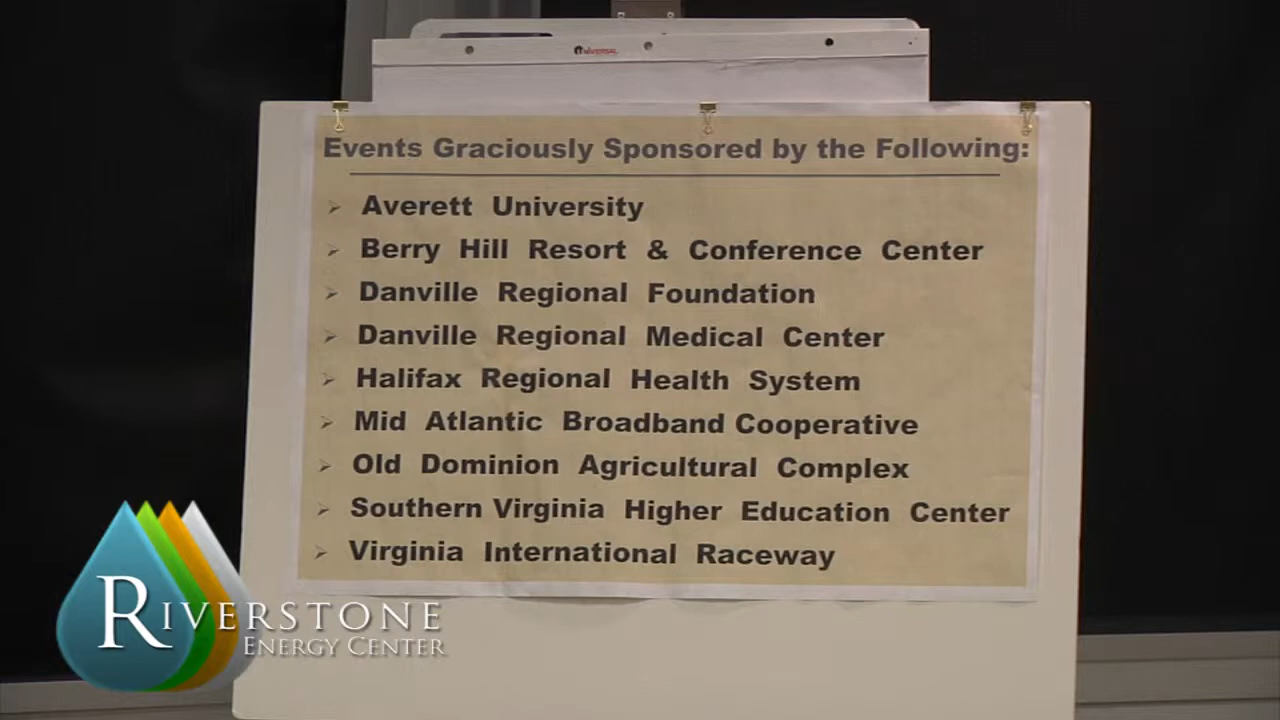 UNIVERSAL
Events Graciously Sponsored by the Following:
Averett University
Berry Hill Resort & Conference Center
Danville Regional Foundation
Danville Regional Medical Center
Halifax Regional Health System
Mid Atlantic Broadband Cooperative
Old Dominion Agricultural Complex
Southern Virginia Higher Education Center
Virginia International Raceway
RIVERSTONE
ENERGY CENTER